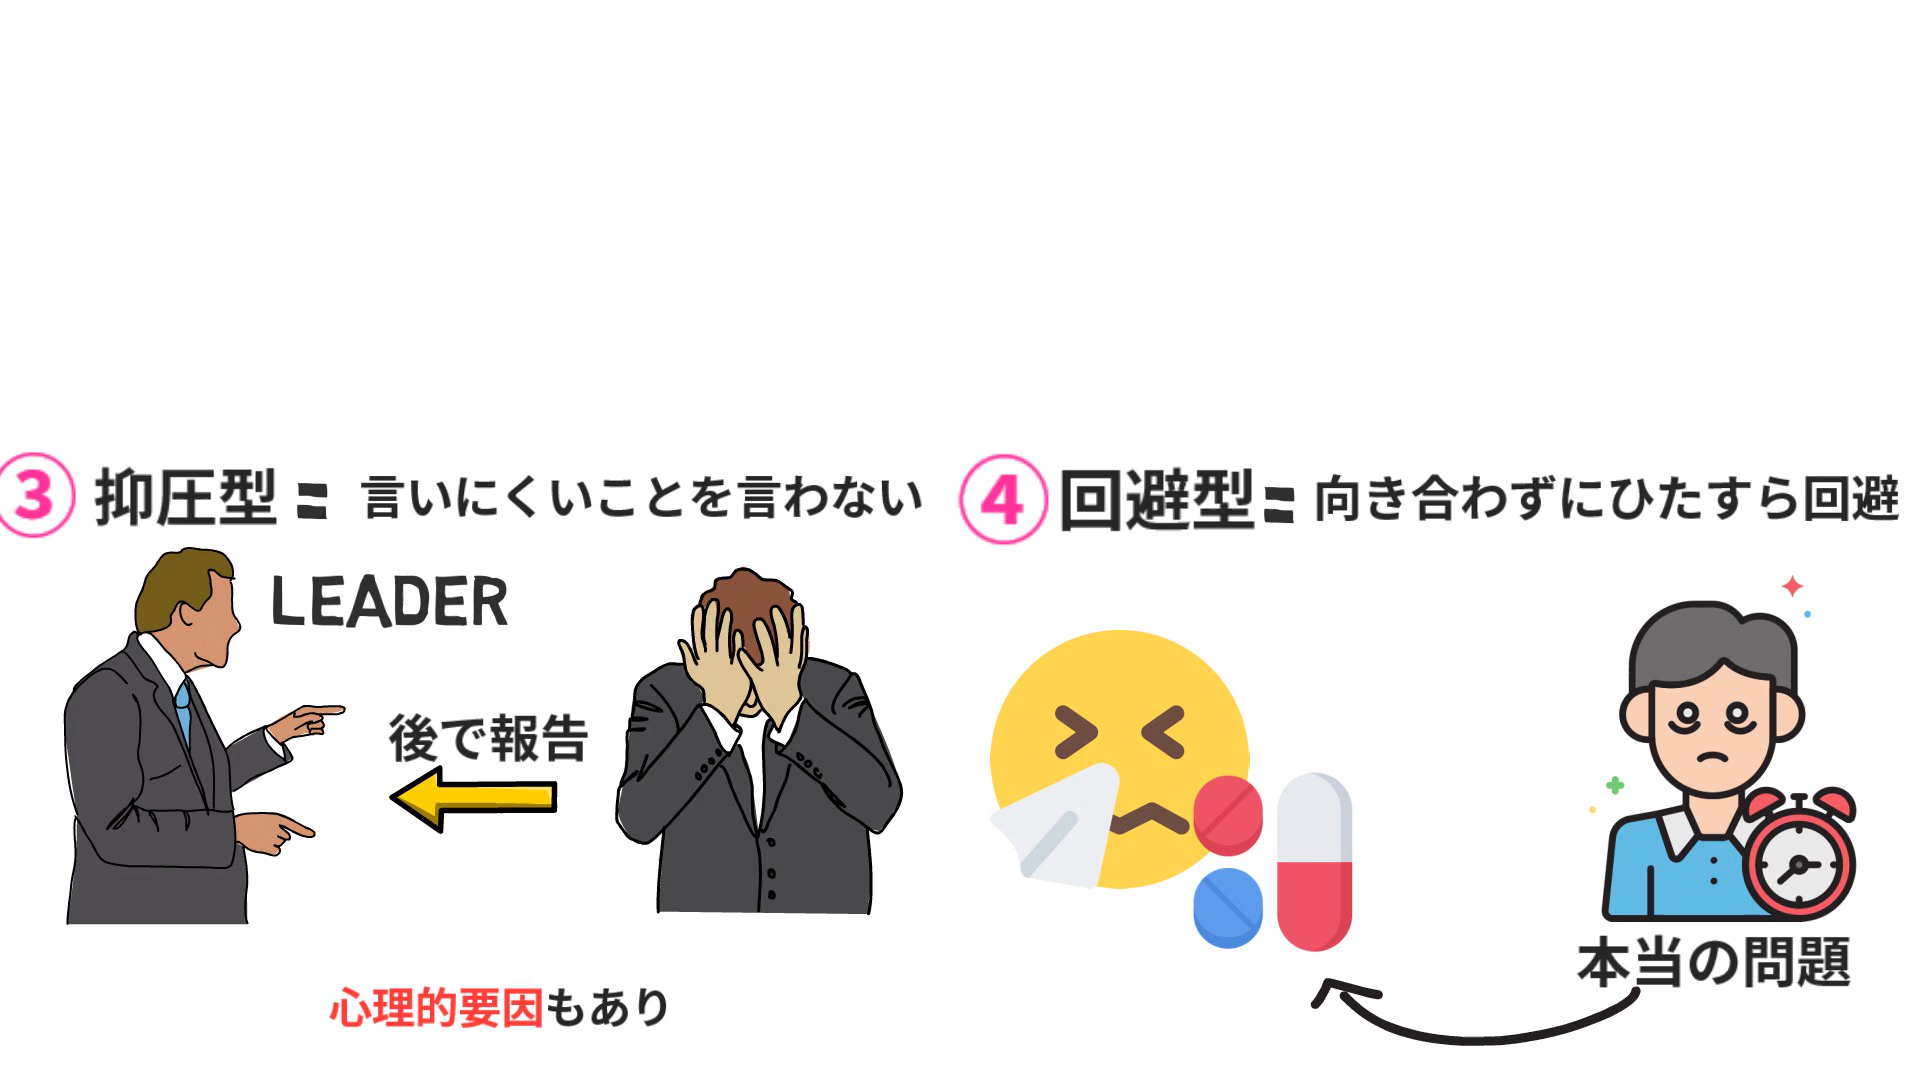 ③ 抑圧型 = 言いにくいことを言わない
LEADER
後で報告
心理的要因もあり
④ 回避型 = 向き合わずにひたすら回避
本当の問題